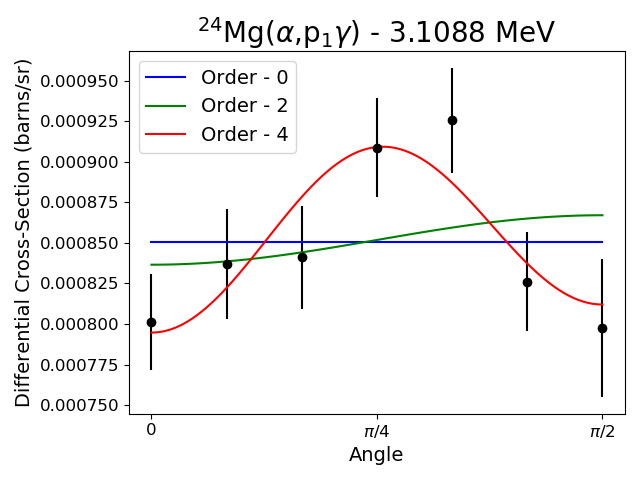 ²⁴Mg(α,p₁γ) - 3.1088 MeV
Order - 0
Order - 2
Order - 4
Differential Cross-Section (barns/sr)
0.000950
0.000925
0.000900
0.000875
0.000850
0.000825
0.000800
0.000775
0.000750
0 π/4 π/2
Angle